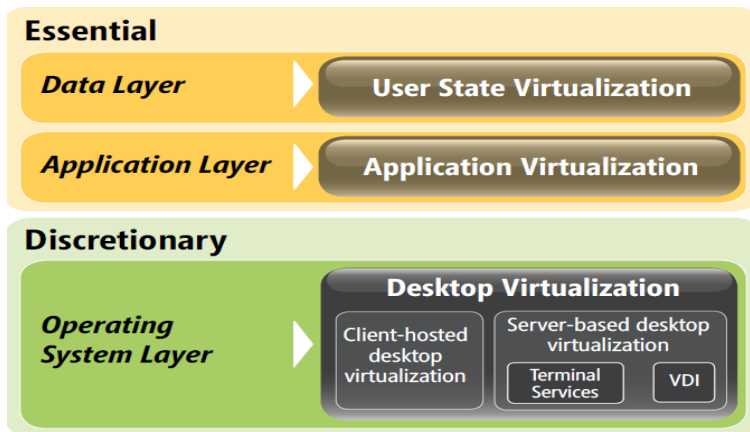 Essential
Data Layer
User State Virtualization
Application Layer
Application Virtualization
Discretionary
Operating
System Layer
Desktop Virtualization
Client-hosted
desktop
virtualization
Server-based desktop
virtualization
Terminal
Services
VDI